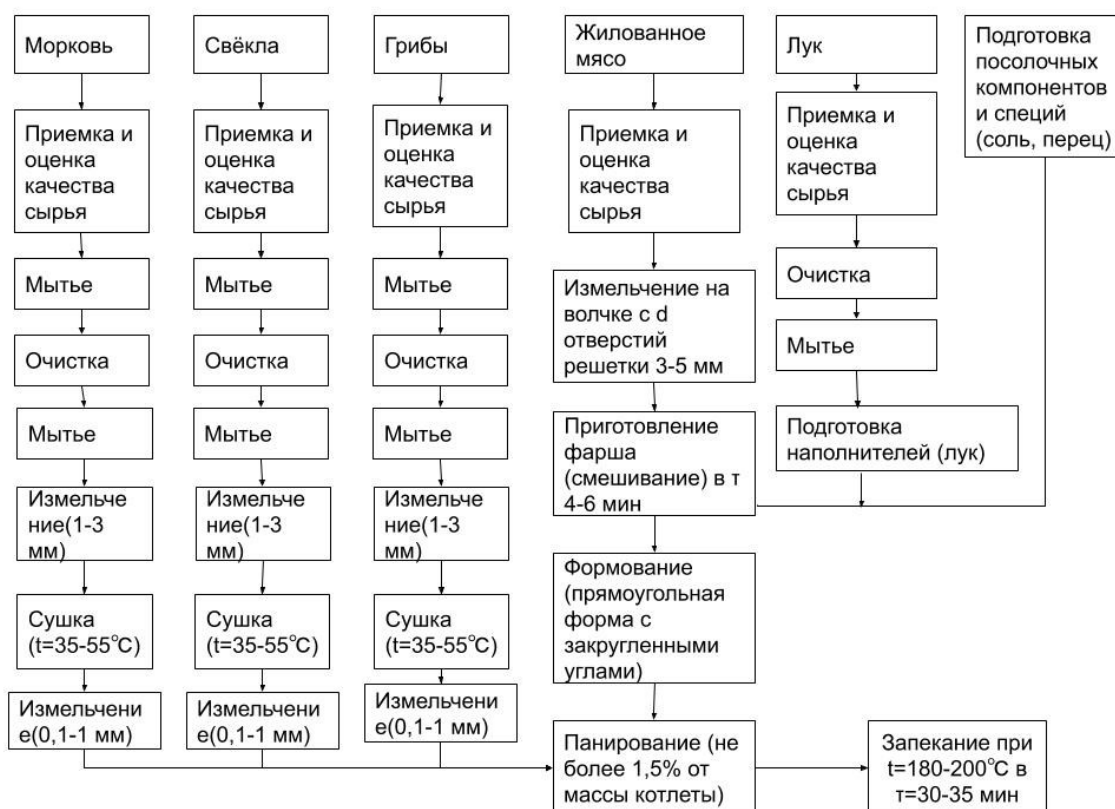 Морковь
Свёкла
Грибы
Жилованное
мясо
Лук
Подготовка
посолочных
компонентов
и специй
(соль, перец)
Приемка и
оценка
качества
сырья
Приемка и
оценка
качества
сырья
Приемка и
оценка
качества
сырья
Приемка и
оценка
качества
сырья
Приемка и
оценка
качества
сырья
Мытье
Мытье
Мытье
Измельчение на
волчке с d
отверстий
решетки 3-5 мм
Очистка
Очистка
Очистка
Очистка
Мытье
Мытье
Мытье
Мытье
Приготовление
фарша
(смешивание) в т
4-6 мин
Подготовка
наполнителей (лук)
Измельче
ние(1-3
мм)
Измельче
ние(1-3
мм)
Измельче
ние(1-3
мм)
Формование
(прямоугольная
форма с
закругленными
углами)
Сушка
(t=35-55℃)
Сушка
(t=35-55℃)
Сушка
(t=35-55℃)
Измельчени
е(0,1-1 мм)
Измельчени
е(0,1-1 мм)
Измельчени
е(0,1-1 мм)
Панирование (не
более 1,5% от
массы котлеты)
Запекание при
t=180-200℃ в
т=30-35 мин